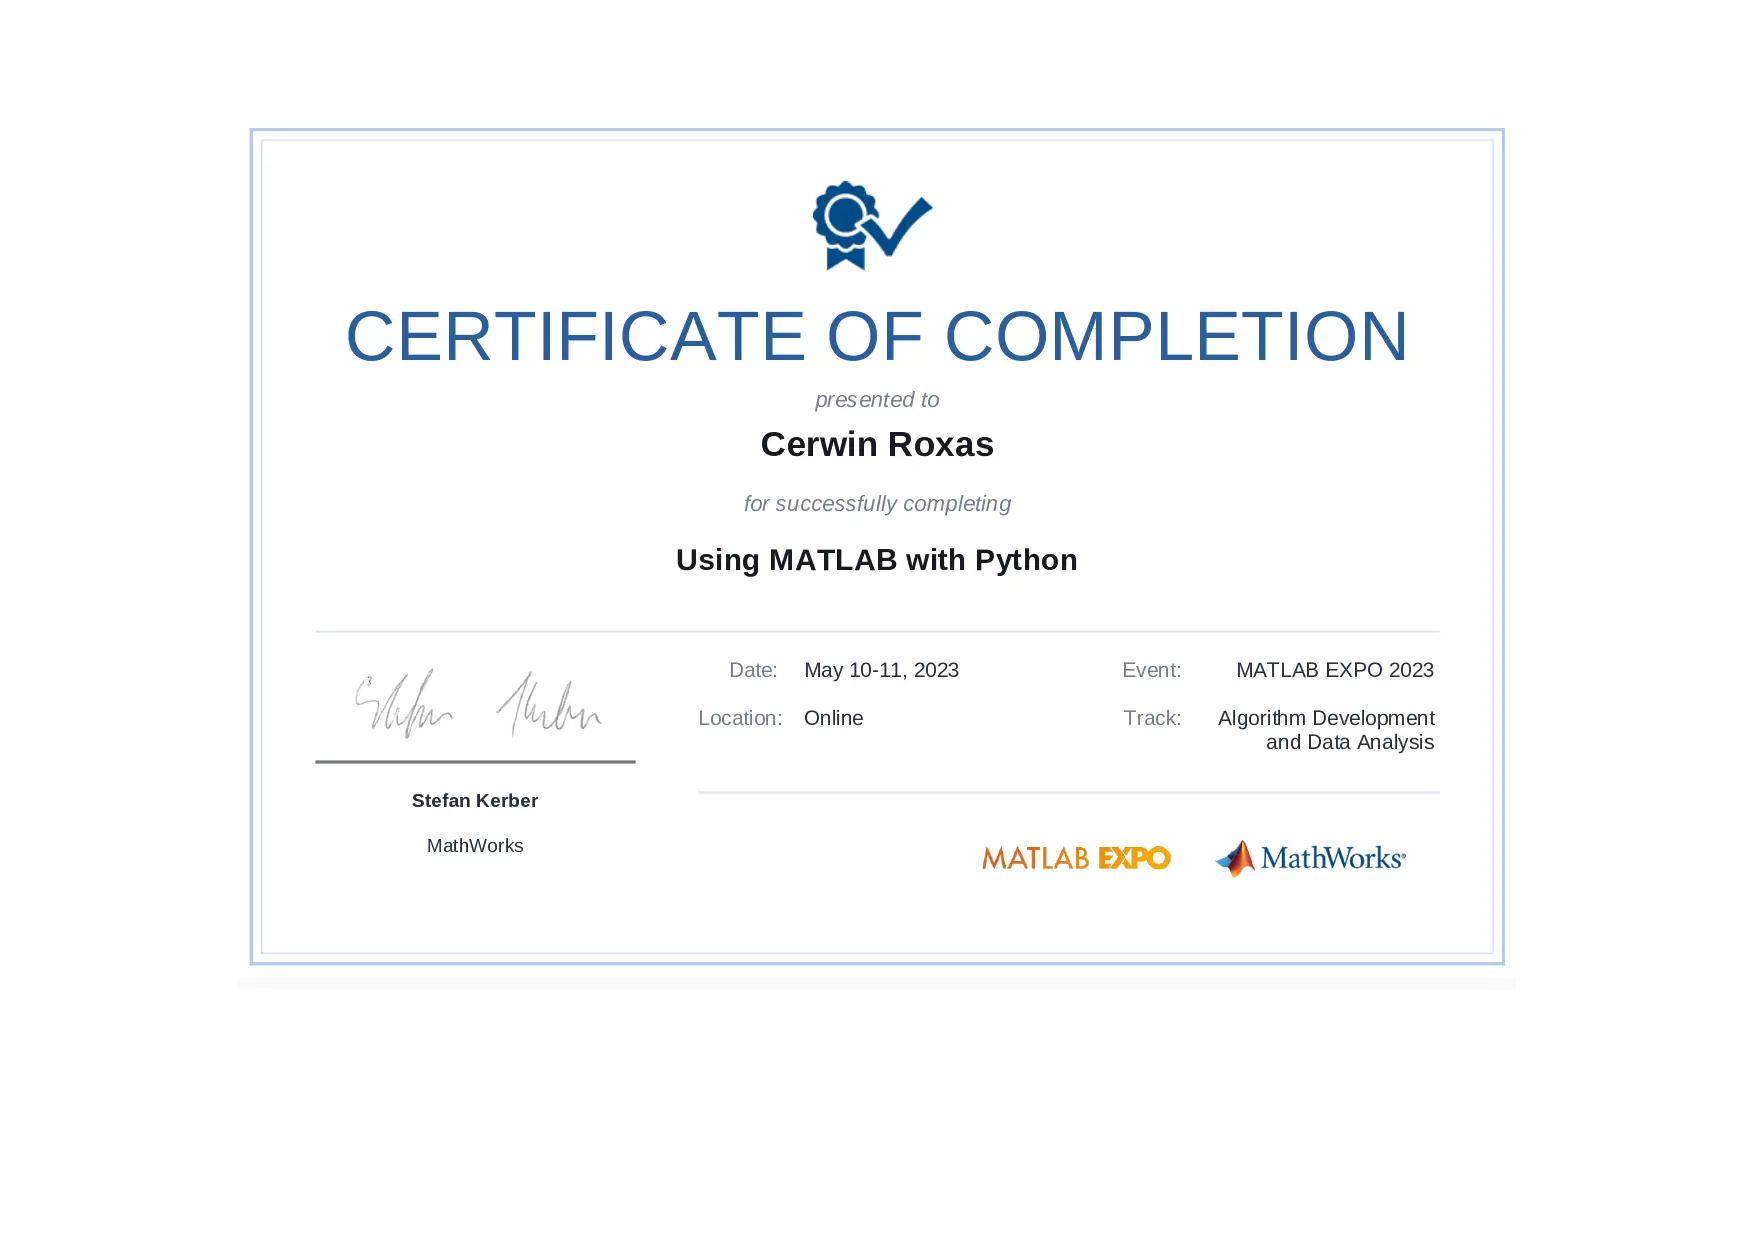 CERTIFICATE OF COMPLETION
presented to
Cerwin Roxas
for successfully completing
Using MATLAB with Python
Stefan Kerber
Stefan Kerber
MathWorks
Date: May 10-11, 2023
Location: Online
Event: MATLAB EXPO 2023
Track: Algorithm Development
and Data Analysis
MATLAB EXPO
MathWorks®